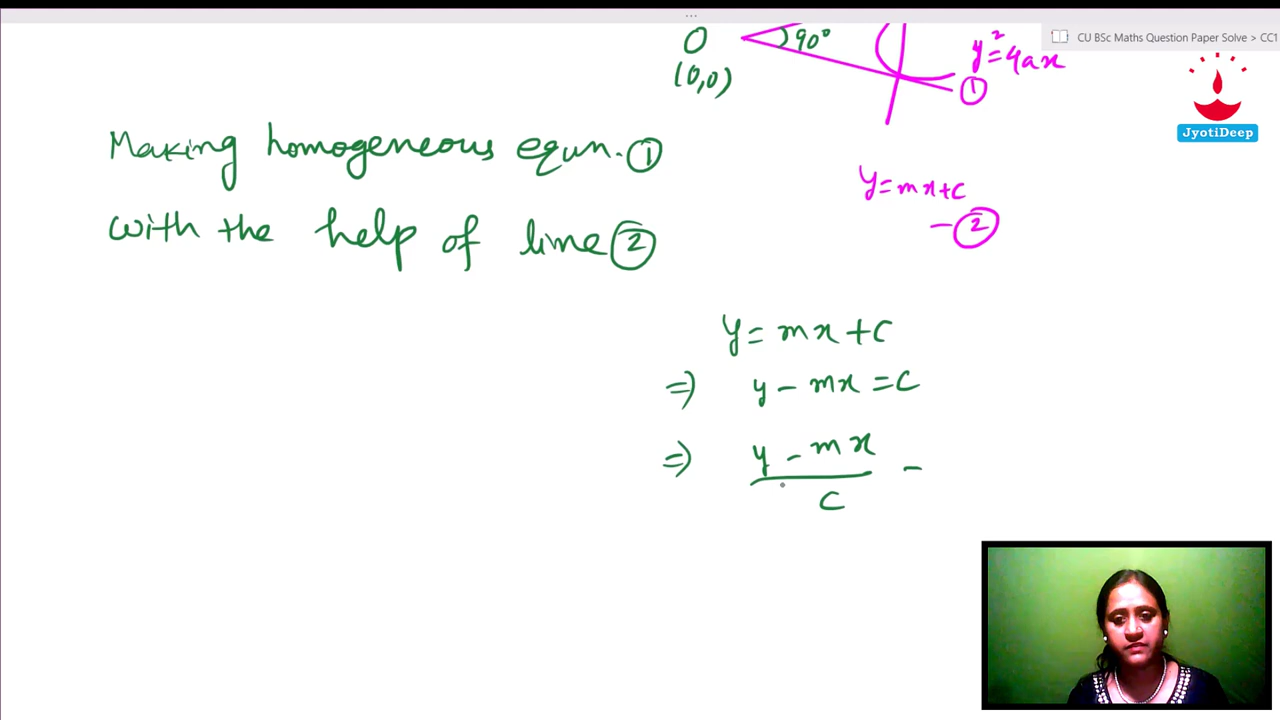 ...
CU BSc Maths Question Paper Solve > CC1
JyotiDeep
O
(0,0)
90°
y²=4ax
①
Making homogeneous equn. ①
with the help of line ②
y=mx+c
— ②
y = mx + c
⇒ y - mx = c
⇒ y - mx -
c